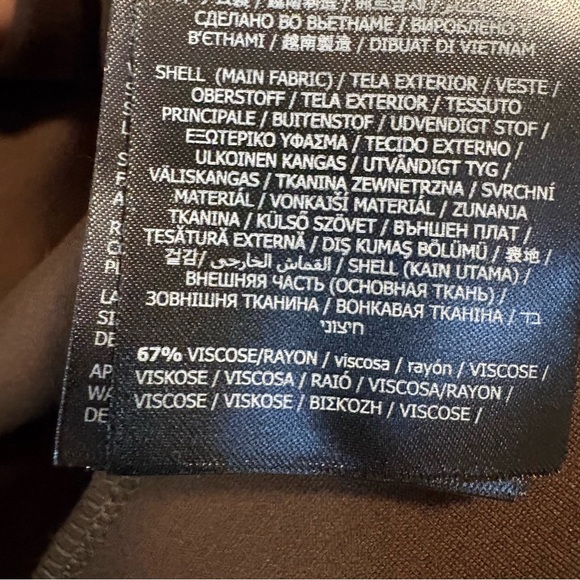 СДЕЛАНО ВО ВЬЕТНАМЕ / ВИРОБЛЕНО У
В'ЄТНАМІ / 越南製造 / DIBUAT DI VIETNAM
SHELL (MAIN FABRIC) / TELA EXTERIOR / VESTE /
OBERSTOFF / TELA EXTERIOR / TESSUTO
PRINCIPALE / BUITENSTOF / UDVENDIGT STOF /
ΕΞΩΤΕΡΙΚΟ ΥΦΑΣΜΑ / TECIDO EXTERNO /
ULKOINEN KANGAS / UTVÄNDIGT TYG /
VÄLISKANGAS / TKANINA ZEWNĘTRZNA / SVRCHNÍ
MATERIÁL / VONKAJŠÍ MATERIÁL / ZUNANJA
TKANINA / KÜLSŐ SZÖVET / ВЪНШЕН ПЛАТ /
ȚESĂTURĂ EXTERNĂ / DIŞ KUMAŞ BÖLÜMÜ / 表地 /
겉감 / القماش الخارجي / SHELL (KAIN UTAMA) /
ВНЕШНЯЯ ЧАСТЬ (ОСНОВНАЯ ТКАНЬ) /
ЗОВНІШНЯ ТКАНИНА / ВОНКАВАЯ ТКАНІНА / בד
חיצוני
67% VISCOSE/RAYON / viscosa / rayón / VISCOSE /
VISKOSE / VISCOSA / RAIÓ / VISCOSA/RAYON /
VISCOSE / VISKOSE / ΒΙΣΚΟΖΗ / VISCOSE /